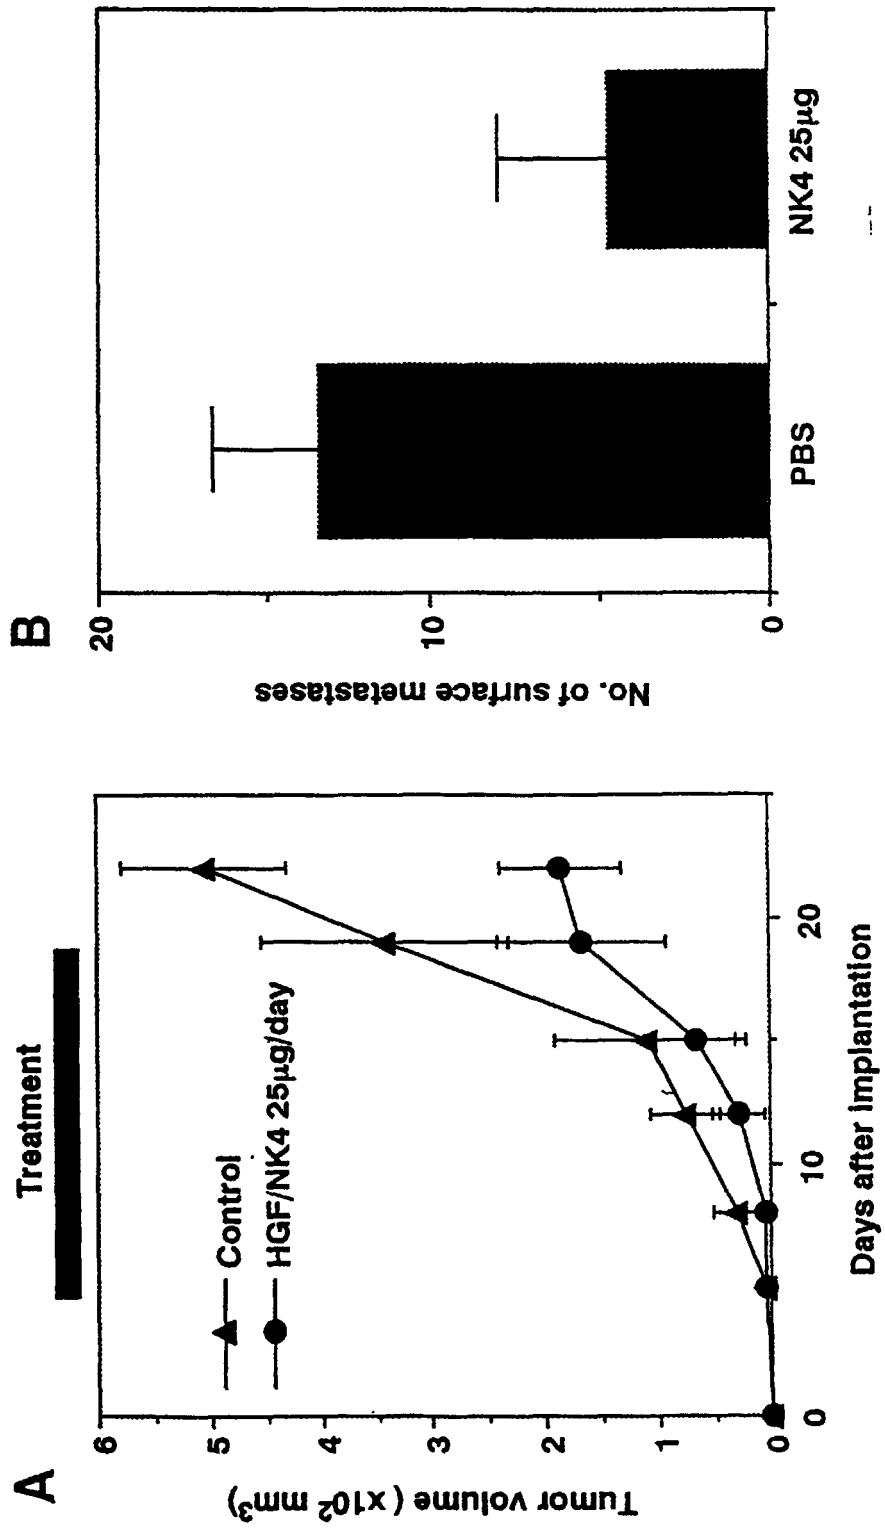 A
Treatment
Control
HGF/NK4 25μg/day
Tumor volume ( x10² mm³)
6
5
4
3
2
1
0
0
10
20
Days after implantation
B
No. of surface metastases
20
10
0
PBS
NK4 25μg